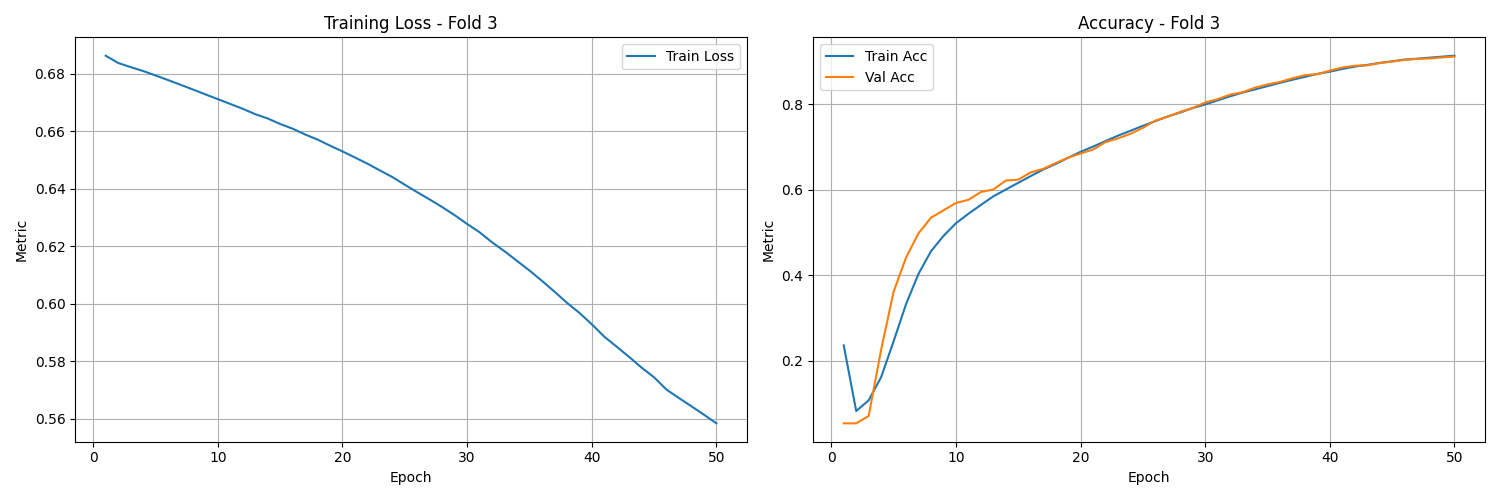 Training Loss - Fold 3
Train Loss
Metric
0.68
0.66
0.64
0.62
0.60
0.58
0.56
0 10 20 30 40 50
Epoch
Accuracy - Fold 3
Train Acc
Val Acc
Metric
0.8
0.6
0.4
0.2
0 10 20 30 40 50
Epoch